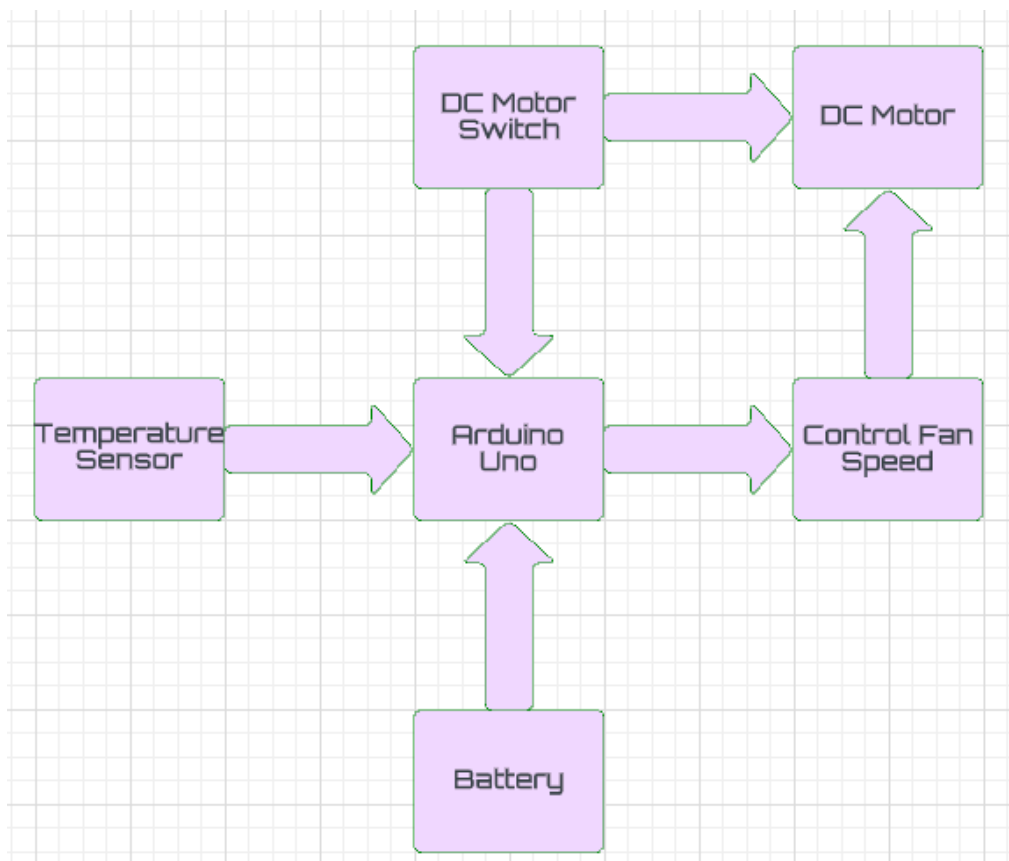 DC Motor
Switch
DC Motor
Temperature
Sensor
Arduino
Uno
Control Fan
Speed
Battery